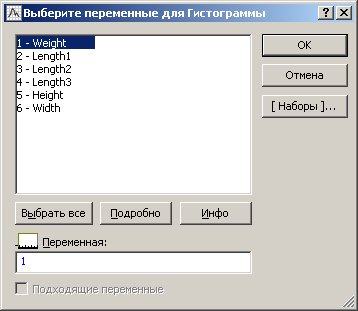 Выберите переменные для Гистограммы
1 - Weight
2 - Length1
3 - Length2
4 - Length3
5 - Height
6 - Width
OK
Отмена
[ Наборы ]...
Выбрать все
Подробно
Инфо
Переменная:
1
Подходящие переменные